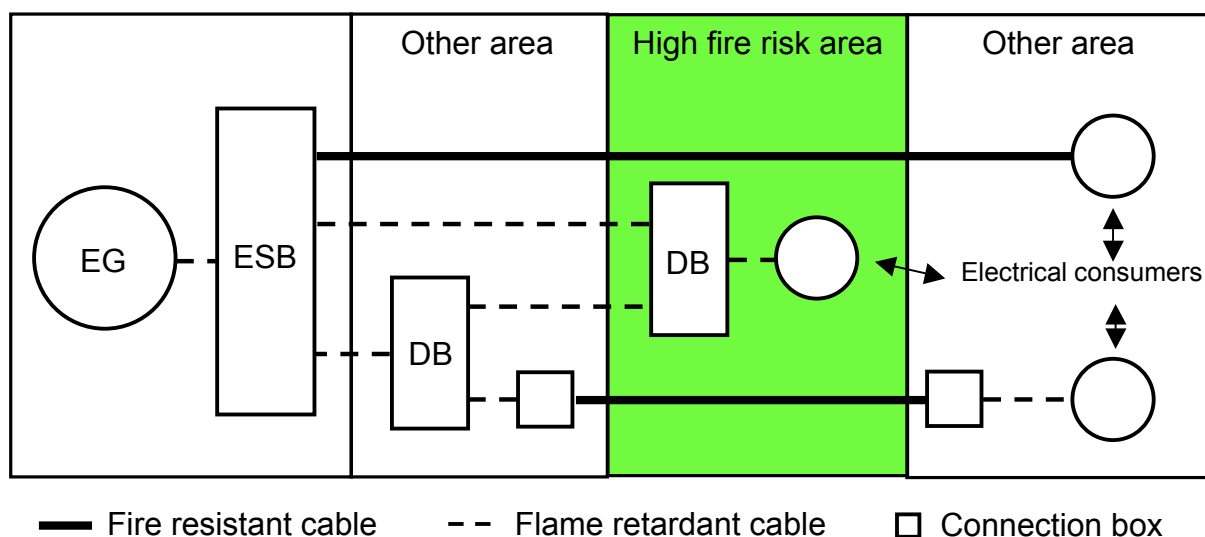 Other area
High fire risk area
Other area
EG
ESB
DB
DB
Electrical consumers
Fire resistant cable
Flame retardant cable
Connection box